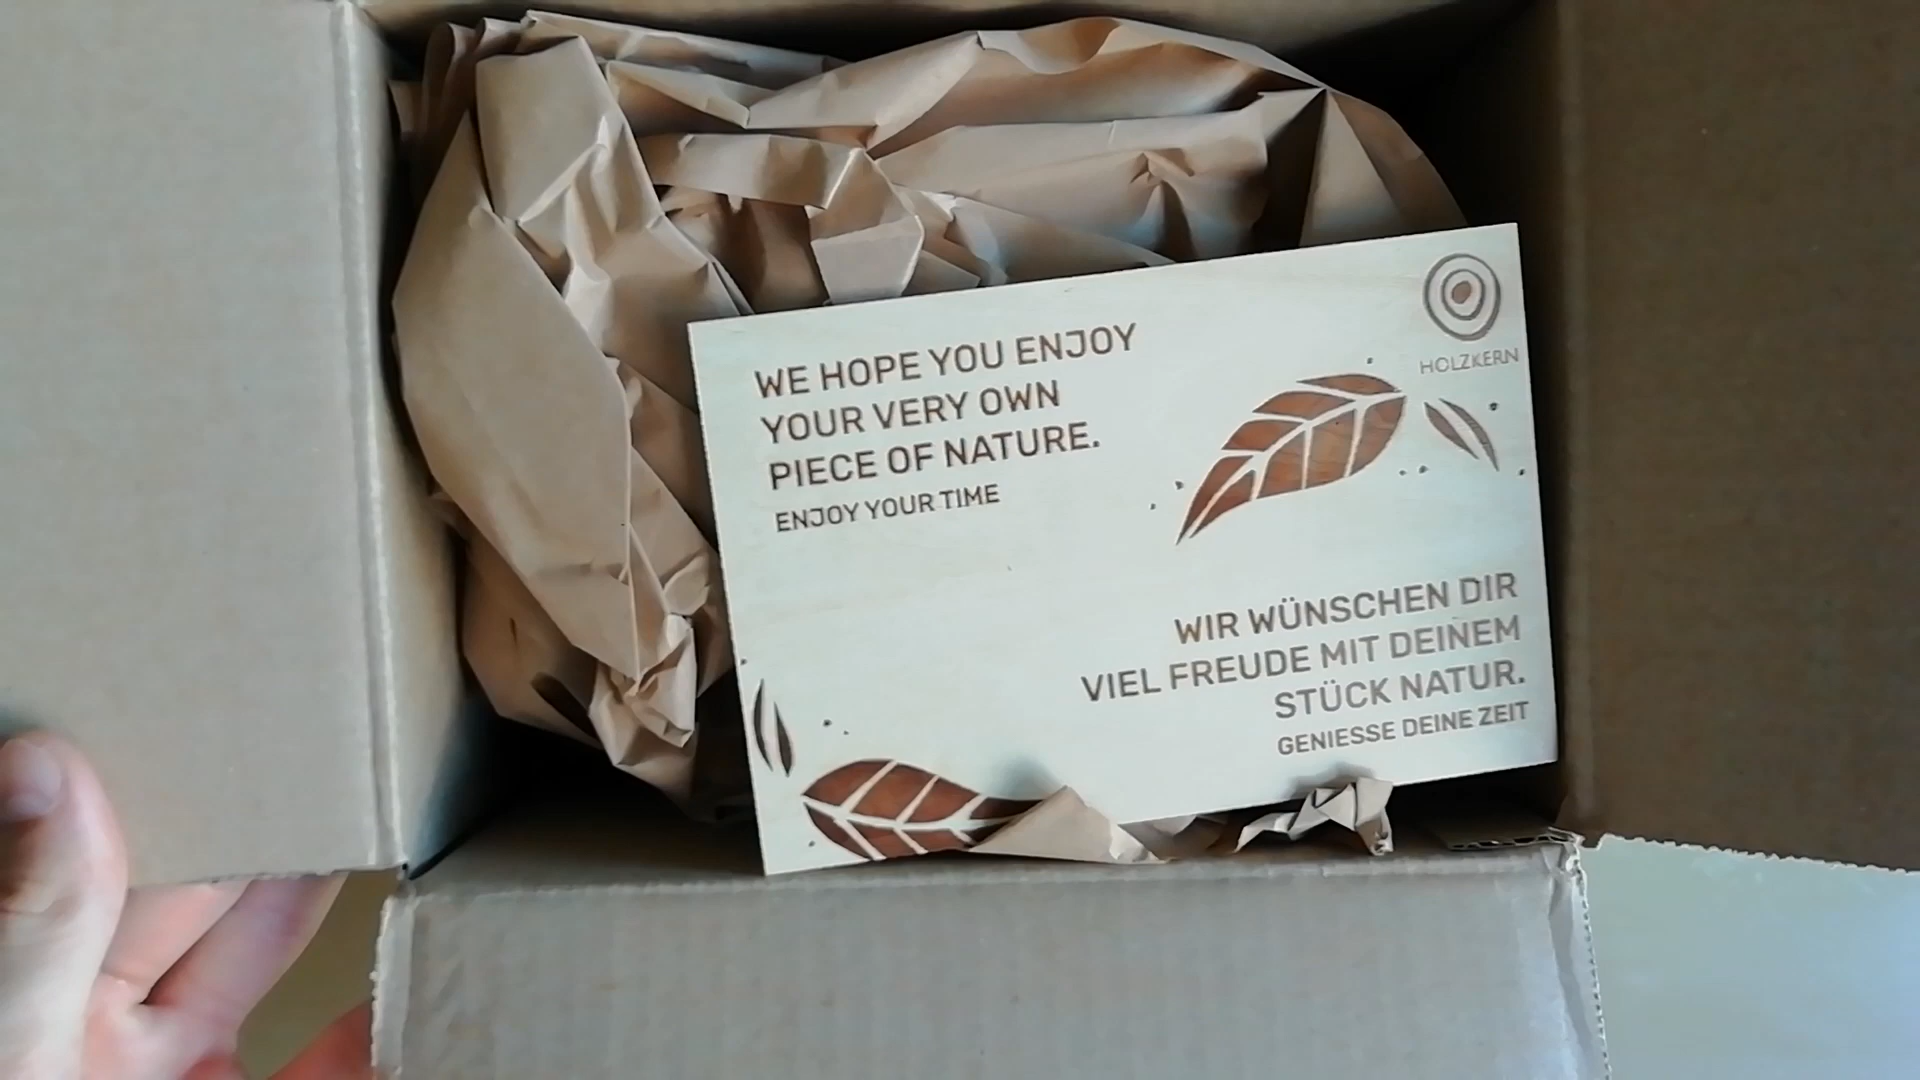 WE HOPE YOU ENJOY
YOUR VERY OWN
PIECE OF NATURE.
ENJOY YOUR TIME
HOLZKERN
WIR WÜNSCHEN DIR
VIEL FREUDE MIT DEINEM
STÜCK NATUR.
GENIESSE DEINE ZEIT